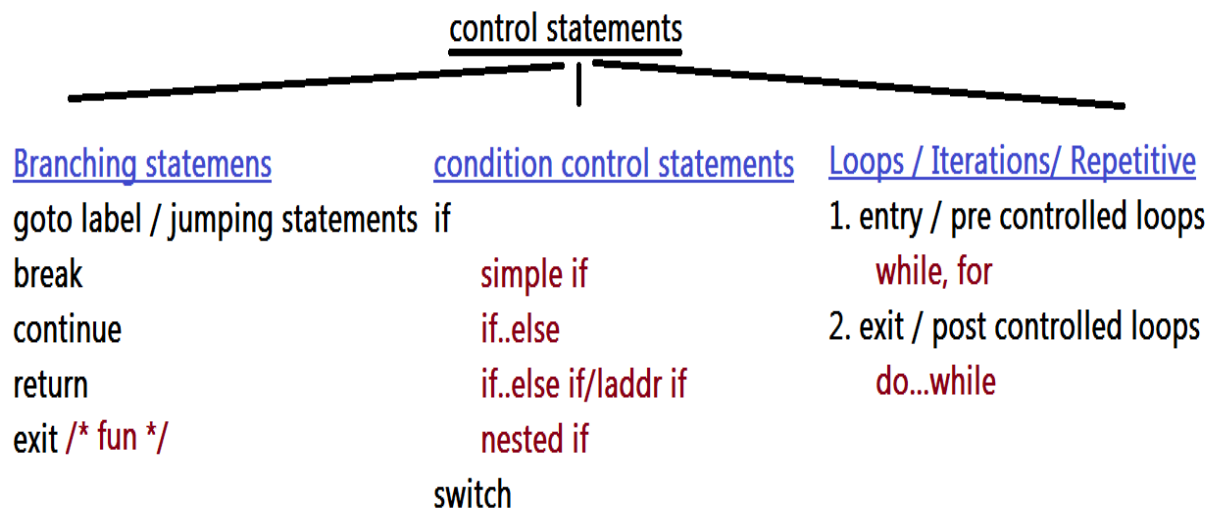 control statements
Branching statemens
goto label / jumping statements
break
continue
return
exit /* fun */
condition control statements
if
simple if
if..else
if..else if/laddr if
nested if
switch
Loops / Iterations/ Repetitive
1. entry / pre controlled loops
while, for
2. exit / post controlled loops
do...while